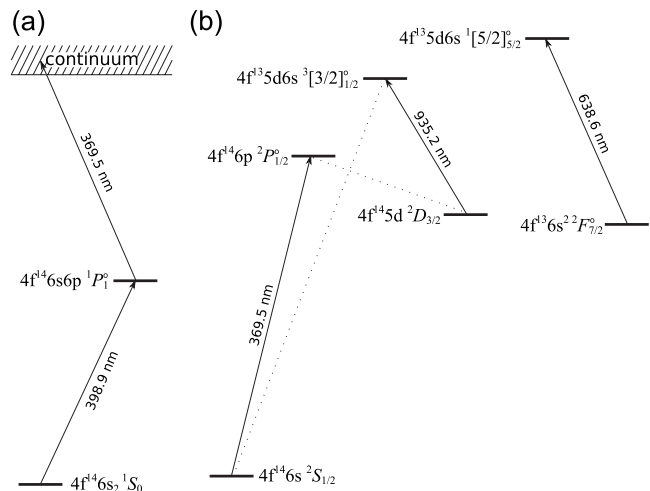 (a)
continuum
369.5 nm
4f¹⁴6s6p ¹P₁°
398.9 nm
4f¹⁴6s₂ ¹S₀
(b)
4f¹³5d6s ¹[5/2]°₅/₂
4f¹³5d6s ³[3/2]°₁/₂
638.6 nm
935.2 nm
4f¹⁴6p ²P°₁/₂
4f¹⁴5d ²D₃/₂
4f¹³6s² ²F°₇/₂
369.5 nm
4f¹⁴6s ²S₁/₂